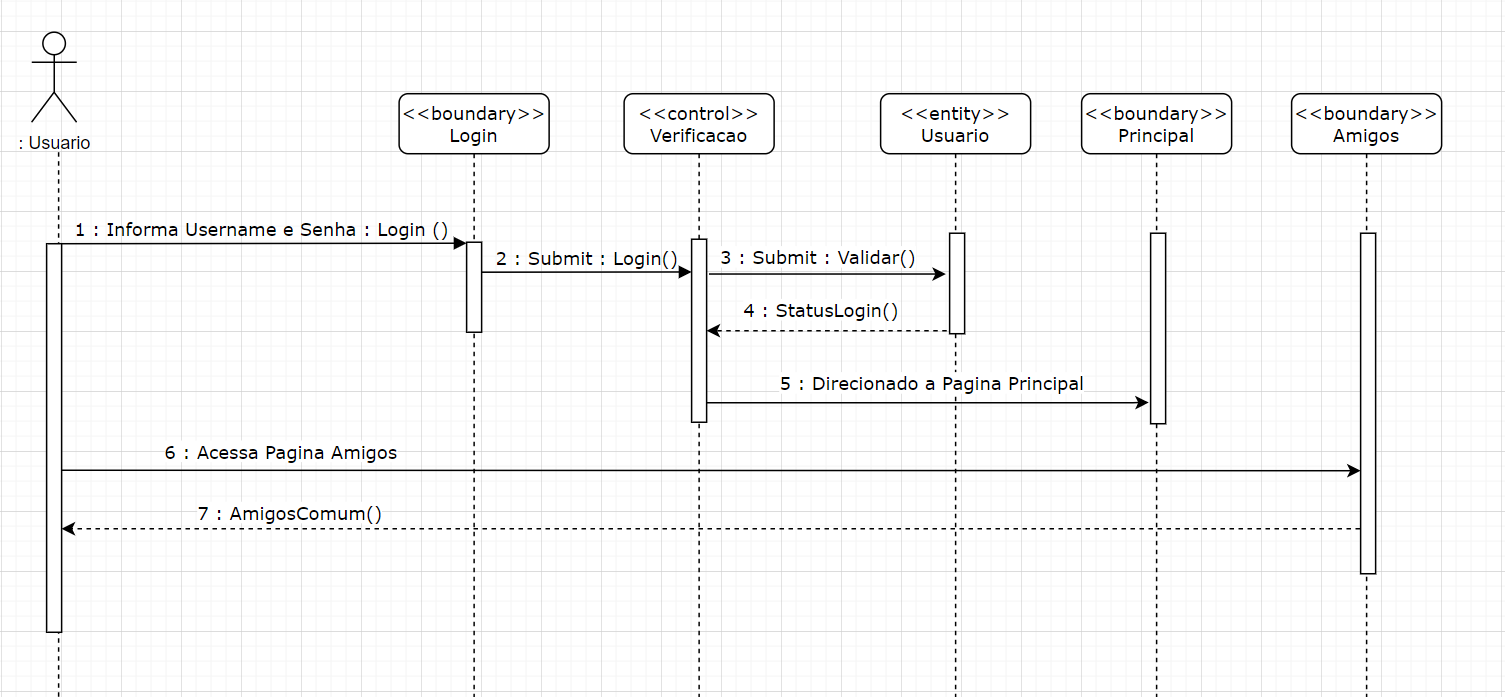 : Usuario
<<boundary>>
Login
<<control>>
Verificacao
<<entity>>
Usuario
<<boundary>>
Principal
<<boundary>>
Amigos
1 : Informa Username e Senha : Login ()
2 : Submit : Login()
3 : Submit : Validar()
4 : StatusLogin()
5 : Direcionado a Pagina Principal
6 : Acessa Pagina Amigos
7 : AmigosComum()